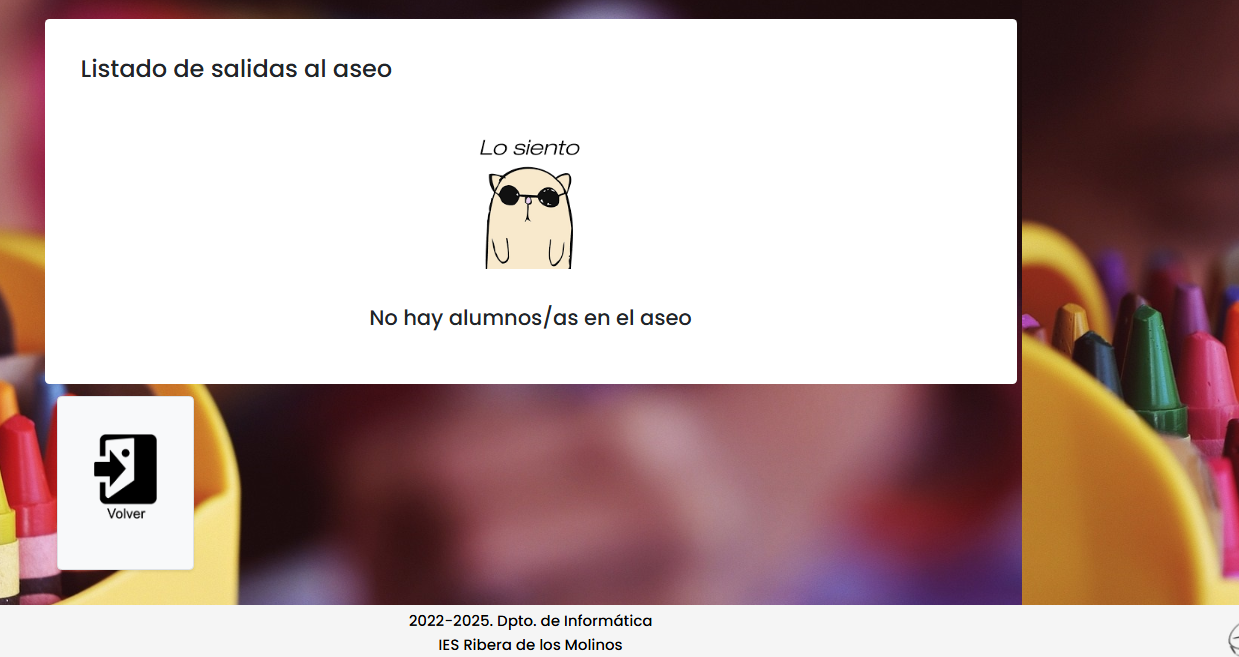 Listado de salidas al aseo
Lo siento
No hay alumnos/as en el aseo
Volver
2022-2025. Dpto. de Informática
IES Ribera de los Molinos